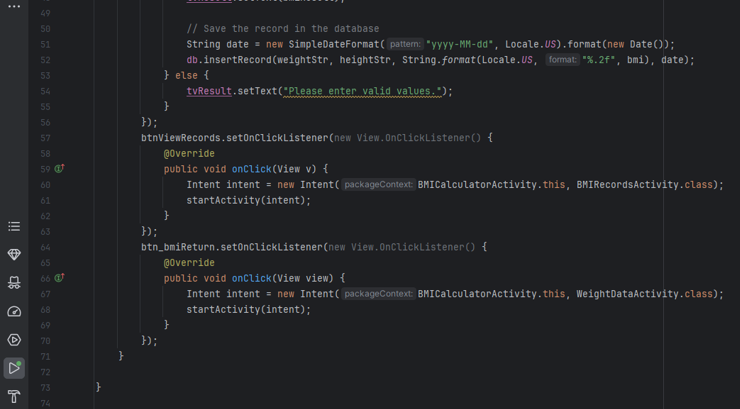 49
50 // Save the record in the database
51 String date = new SimpleDateFormat( pattern: "yyyy-MM-dd", Locale.US).format(new Date());
52 db.insertRecord(weightStr, heightStr, String.format(Locale.US, format: "%.2f", bmi), date);
53 } else {
54 tvResult.setText("Please enter valid values.");
55 }
56 });
57 btnViewRecords.setOnClickListener(new View.OnClickListener() {
58 @Override
59 public void onClick(View v) {
60 Intent intent = new Intent( packageContext: BMICalculatorActivity.this, BMIRecordsActivity.class);
61 startActivity(intent);
62 }
63 });
64 btn_bmiReturn.setOnClickListener(new View.OnClickListener() {
65 @Override
66 public void onClick(View view) {
67 Intent intent = new Intent( packageContext: BMICalculatorActivity.this, WeightDataActivity.class);
68 startActivity(intent);
69 }
70 });
71 }
72
73 }
74